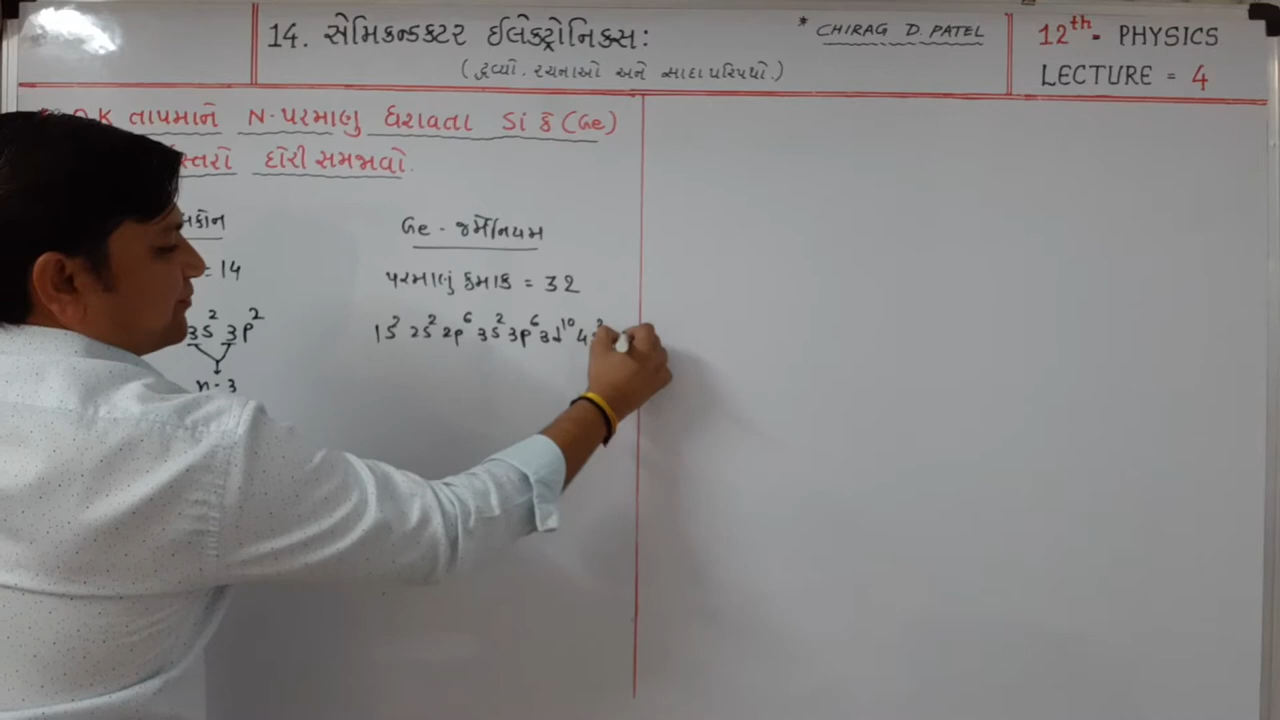 14. સેમિકન્ડકટર ઈલેક્ટ્રોનિક્સ:
(દ્રવ્યો. રચનાઓ અને સાદા પરિપથો.)
* CHIRAG D. PATEL
12th - PHYSICS
LECTURE = 4
K તાપમાને N-પરમાણુ ધરાવતા Si કે (Ge)
સ્તરો દોરી સમજાવો.
= 14
3s² 3p²
n - 3
Ge - જર્મેનિયમ
પરમાણું ક્રમાક = 32
1s² 2s² 2p⁶ 3s² 3p⁶ 3d¹⁰ 4